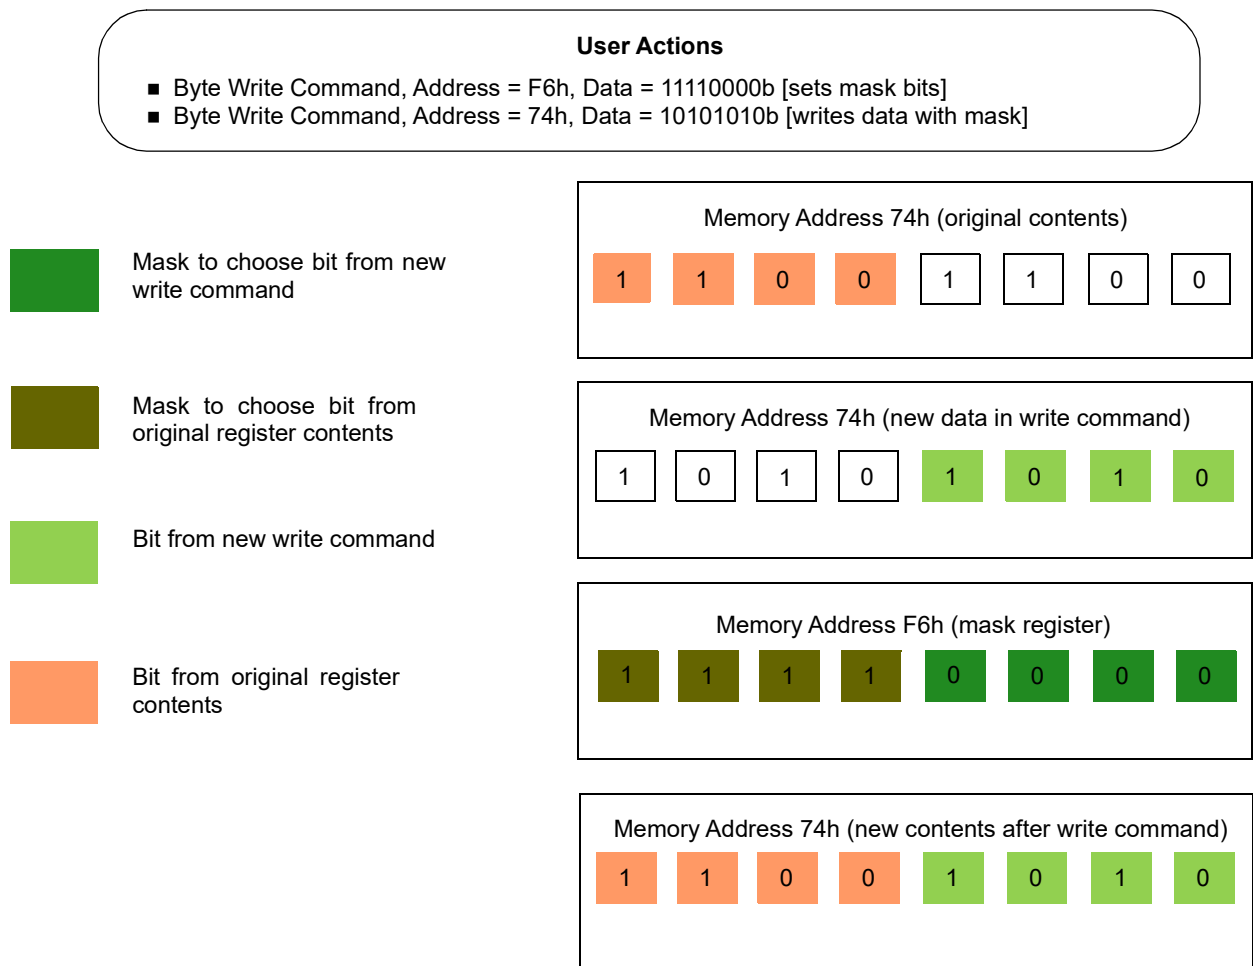 User Actions
■ Byte Write Command, Address = F6h, Data = 11110000b [sets mask bits]
■ Byte Write Command, Address = 74h, Data = 10101010b [writes data with mask]
Mask to choose bit from new
write command
Mask to choose bit from
original register contents
Bit from new write command
Bit from original register
contents
Memory Address 74h (original contents)
1 1 0 0 1 1 0 0
Memory Address 74h (new data in write command)
1 0 1 0 1 0 1 0
Memory Address F6h (mask register)
1 1 1 1 0 0 0 0
Memory Address 74h (new contents after write command)
1 1 0 0 1 0 1 0